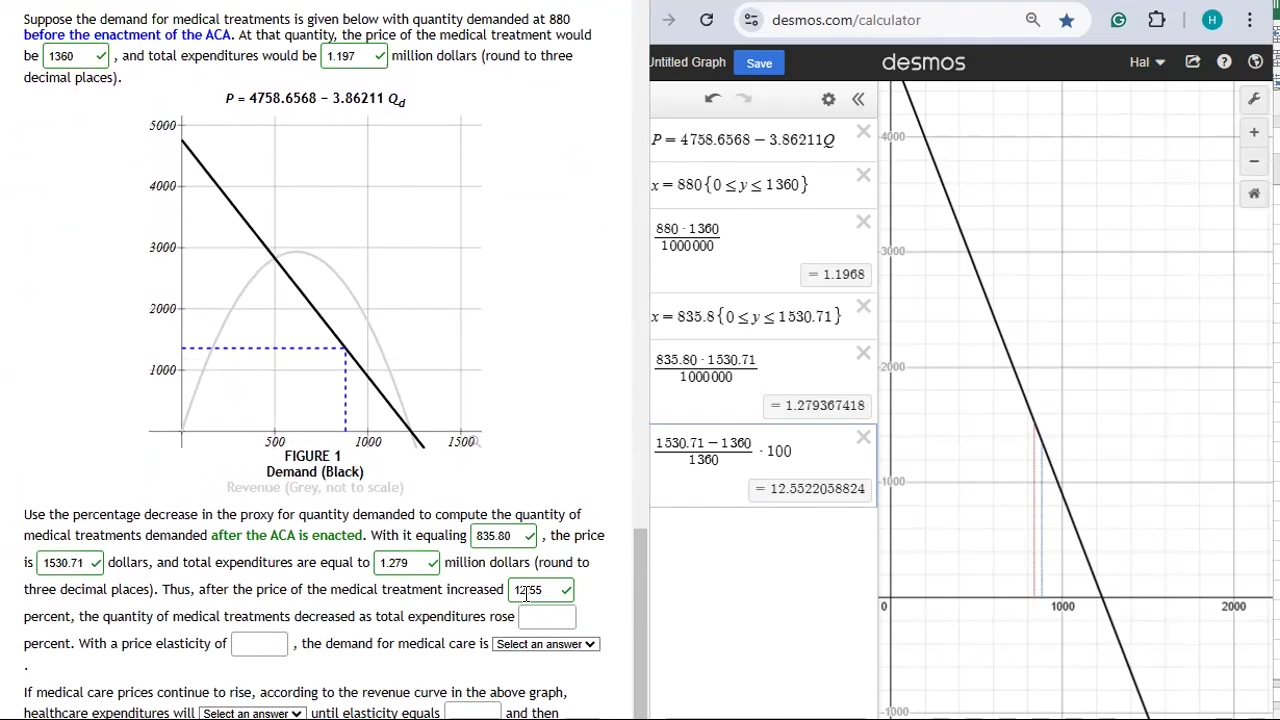 Suppose the demand for medical treatments is given below with quantity demanded at 880
before the enactment of the ACA. At that quantity, the price of the medical treatment would
be 1360 ✓ , and total expenditures would be 1.197 ✓ million dollars (round to three
decimal places).
P = 4758.6568 − 3.86211 Qd
5000
4000
3000
2000
1000
500 1000 1500
FIGURE 1
Demand (Black)
Revenue (Grey, not to scale)
Use the percentage decrease in the proxy for quantity demanded to compute the quantity of
medical treatments demanded after the ACA is enacted. With it equaling 835.80 ✓ , the price
is 1530.71 ✓ dollars, and total expenditures are equal to 1.279 ✓ million dollars (round to
three decimal places). Thus, after the price of the medical treatment increased 12.55 ✓
percent, the quantity of medical treatments decreased as total expenditures rose
percent. With a price elasticity of , the demand for medical care is Select an answer
.
If medical care prices continue to rise, according to the revenue curve in the above graph,
healthcare expenditures will Select an answer until elasticity equals and then
desmos.com/calculator
H
Untitled Graph Save desmos Hal
P = 4758.6568 − 3.86211Q
x = 880{0 ≤ y ≤ 1360}
880 · 1360
1000000
= 1.1968
x = 835.8{0 ≤ y ≤ 1530.71}
835.80 · 1530.71
1000000
= 1.279367418
1530.71 − 1360
1360
· 100
= 12.5522058824
4000
3000
2000
1000
0 1000 2000
-1000